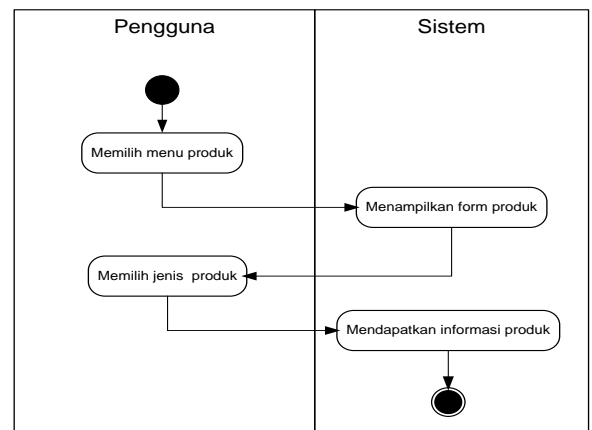 Pengguna
Sistem
Memilih menu produk
Menampilkan form produk
Memilih jenis  produk
Mendapatkan informasi produk